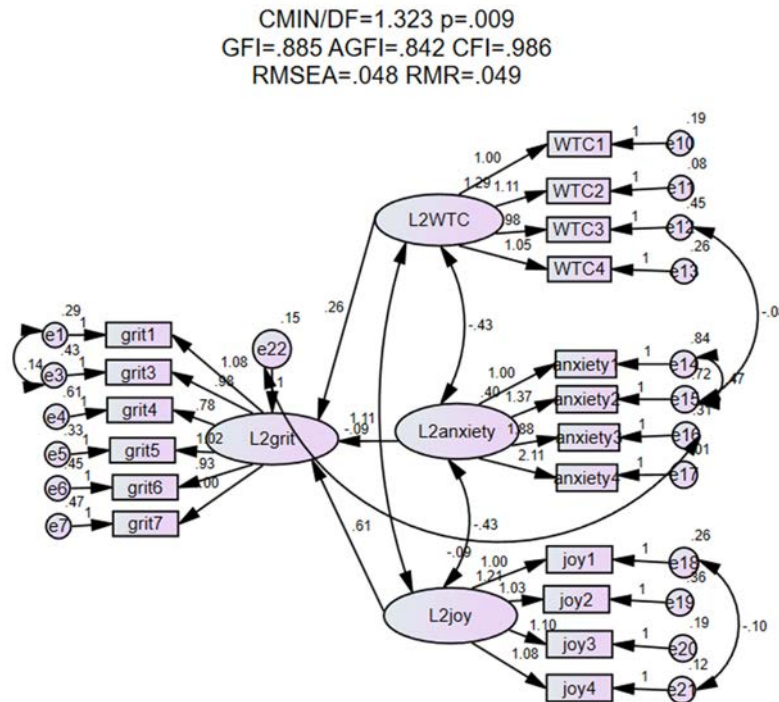 CMIN/DF=1.323 p=.009
GFI=.885 AGFI=.842 CFI=.986
RMSEA=.048 RMR=.049
.19
1.00 WTC1 1 e10
.08
1.29 1.11 WTC2 1 e11
.45
L2WTC .98 WTC3 1 e12
.26
1.05 WTC4 1 e13
.26
-.43
-.0
.15
e22
1
.29
e1 1 grit1
.14 .43
e3 1 grit3
.61
e4 1 grit4
.33
e5 1 grit5
.45
e6 1 grit6
.47
e7 1 grit7
1.08
.98
.78
1.02
.93
L2grit
1.11
-.09
.84
1.00 anxiety1 1 e14
.72 .47
.40 1.37 anxiety2 1 e15
.31
L2anxiety 1.88 anxiety3 1 e16
.01
2.11 anxiety4 1 e17
.61
-.43
-.09
.26
1.00 joy1 1 e18
.36
1.21 1.03 joy2 1 e19
-.10
.19
L2joy 1.10 joy3 1 e20
.12
1.08 joy4 1 e21